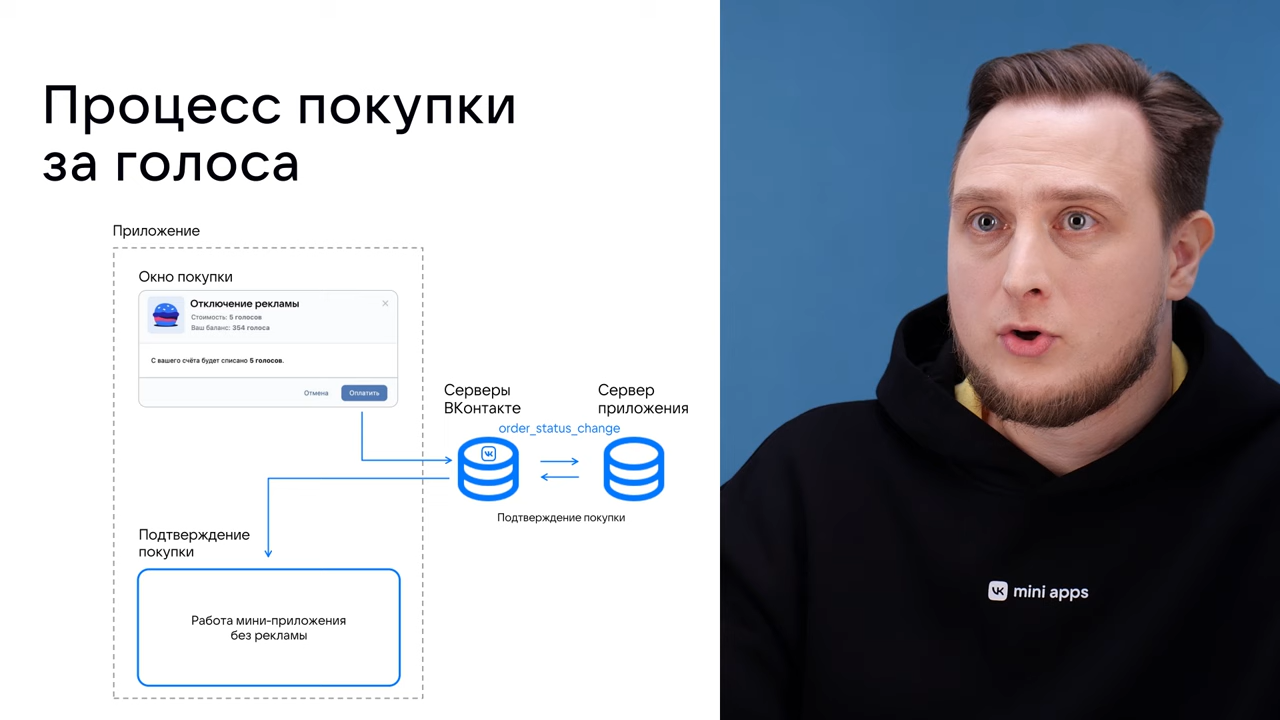 Процесс покупки
за голоса
Приложение
Окно покупки
Отключение рекламы
Стоимость: 5 голосов
Ваш баланс: 354 голоса
С вашего счёта будет списано 5 голосов.
Отмена
Оплатить
Серверы
ВКонтакте
Сервер
приложения
order_status_change
Подтверждение покупки
Подтверждение
покупки
Работа мини-приложения
без рекламы
mini apps